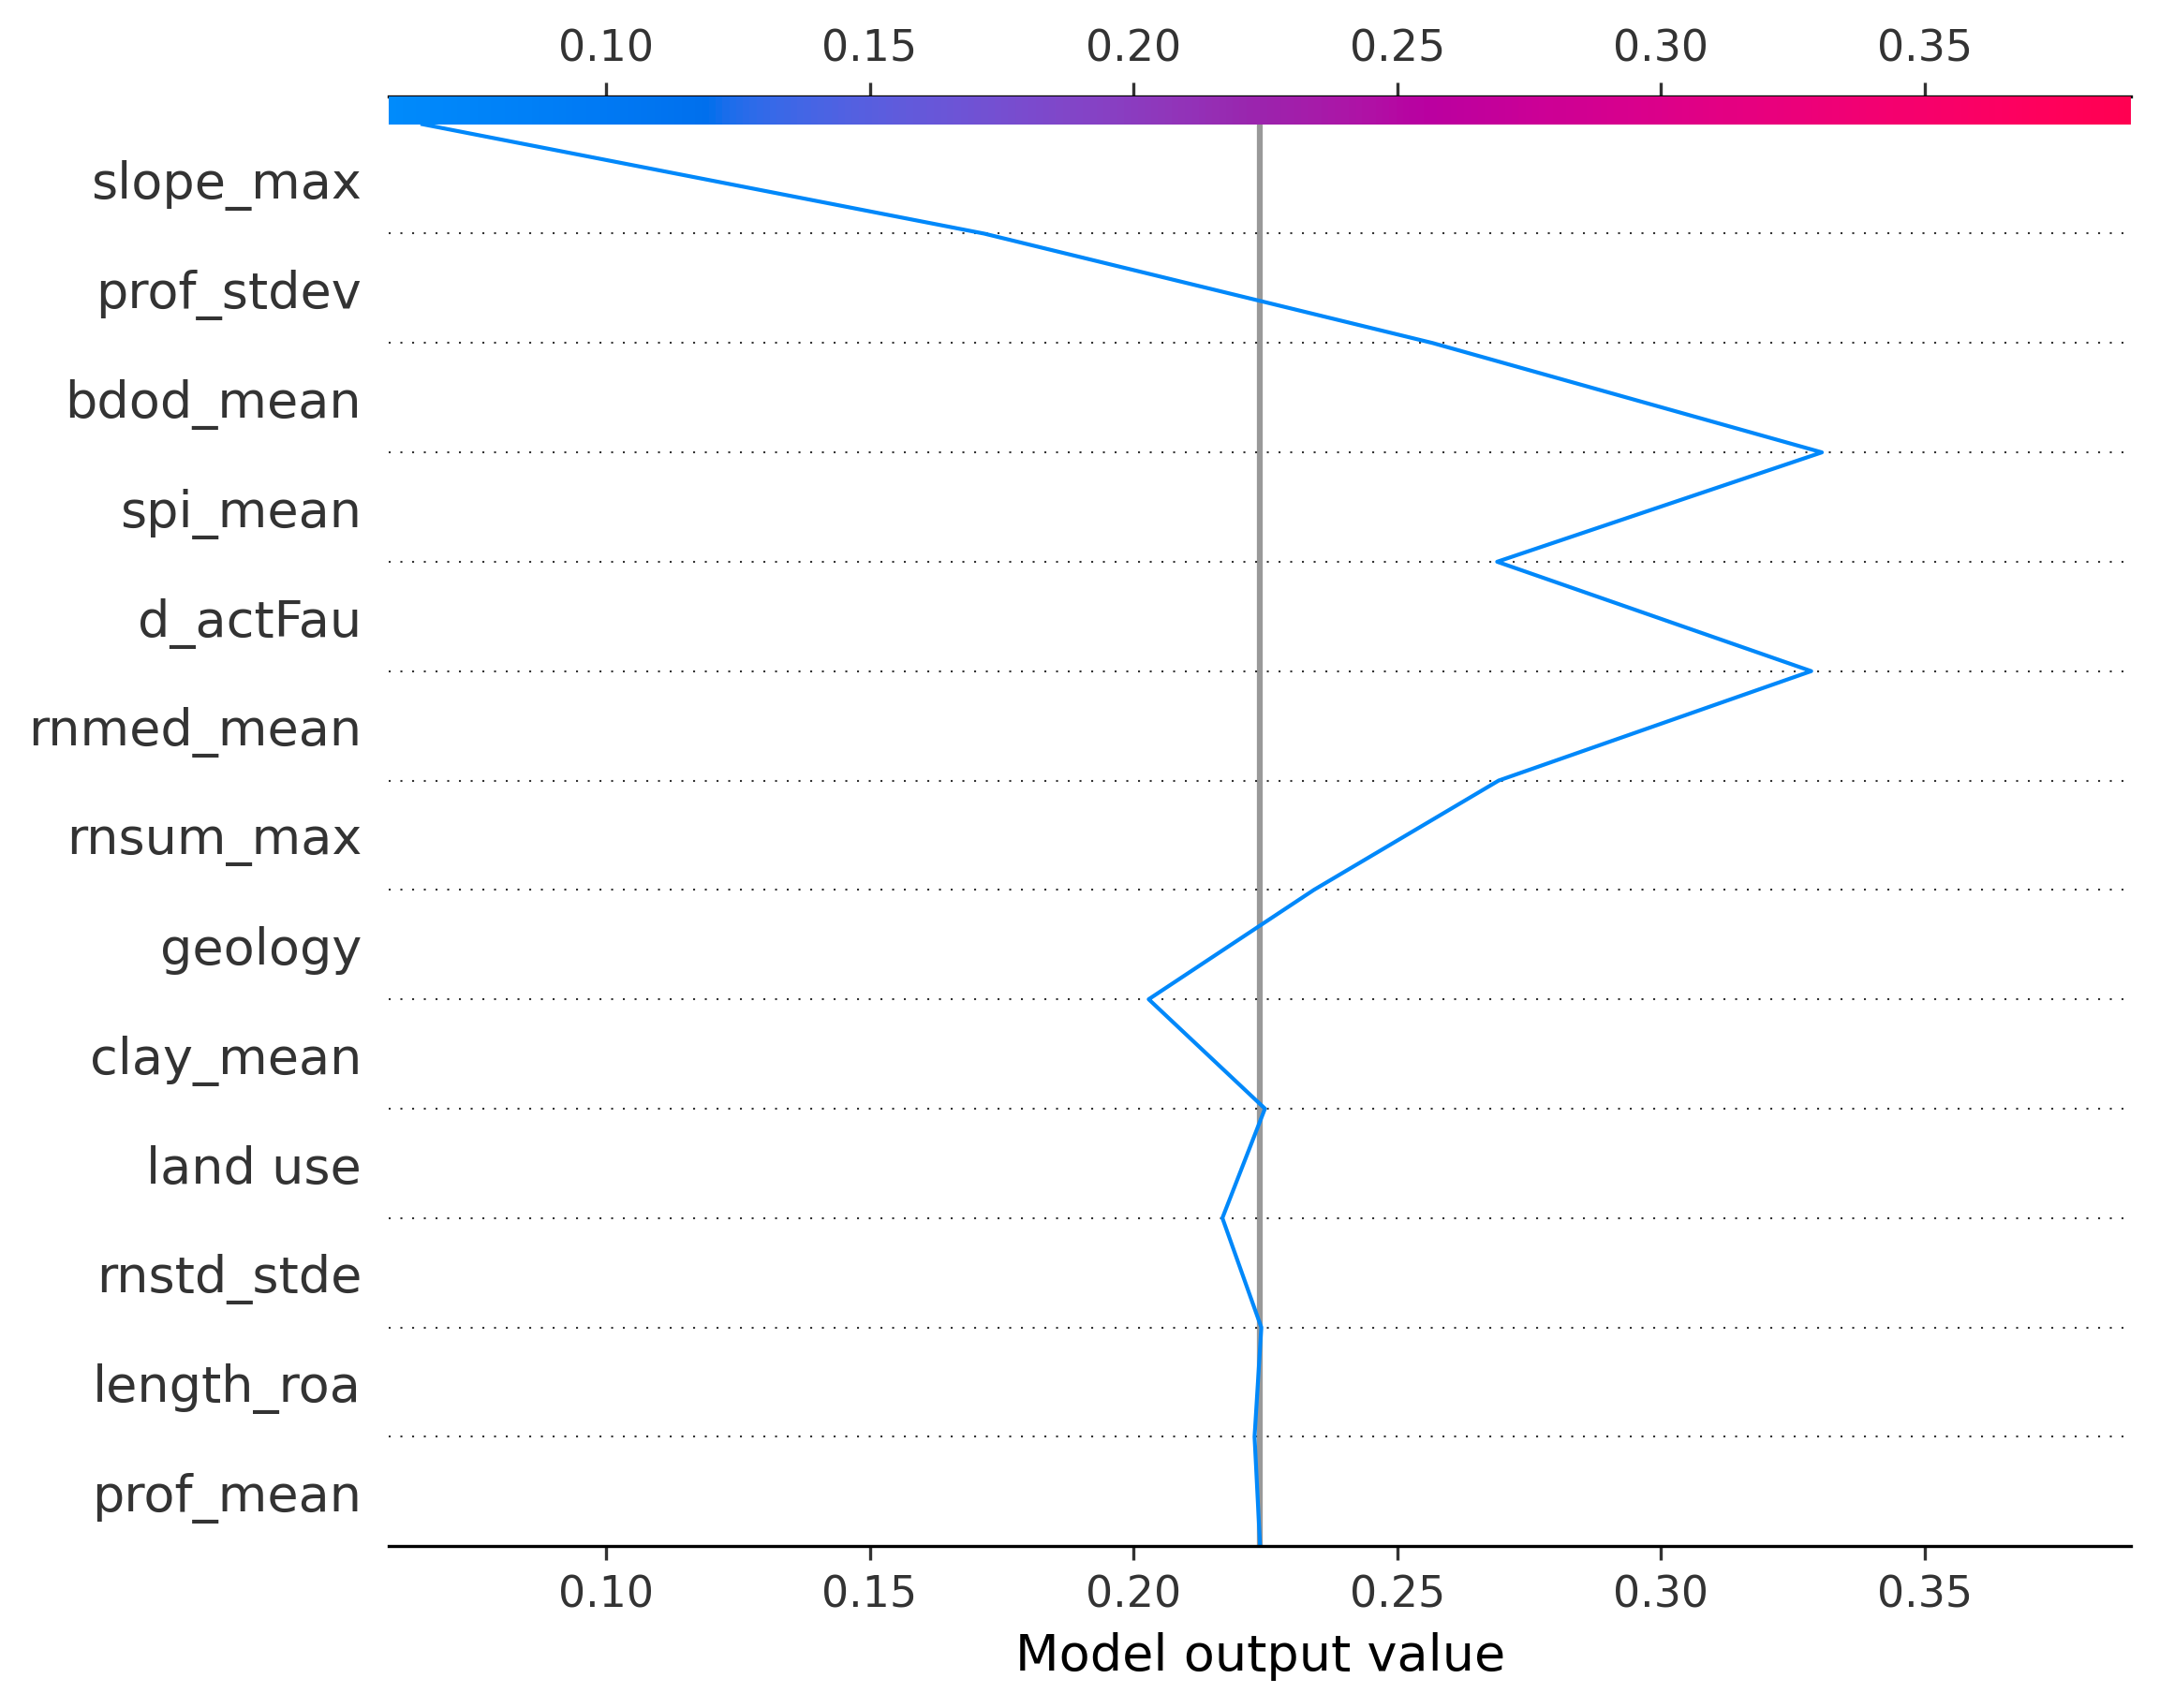 0.10 0.15 0.20 0.25 0.30 0.35
slope_max
prof_stdev
bdod_mean
spi_mean
d_actFau
rnmed_mean
rnsum_max
geology
clay_mean
land use
rnstd_stde
length_roa
prof_mean
0.10 0.15 0.20 0.25 0.30 0.35
Model output value